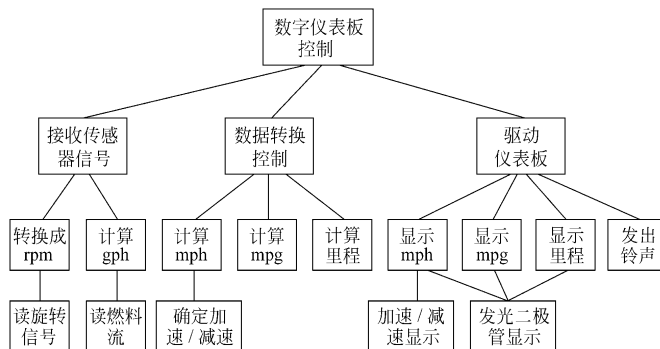 数字仪表板
控制
接收传感
器信号
数据转换
控制
驱动
仪表板
转换成
rpm
计算
gph
计算
mph
计算
mpg
计算
里程
显示
mph
显示
mpg
显示
里程
发出
铃声
读旋转
信号
读燃料
流
确定加
速/减速
加速/减
速显示
发光二极
管显示